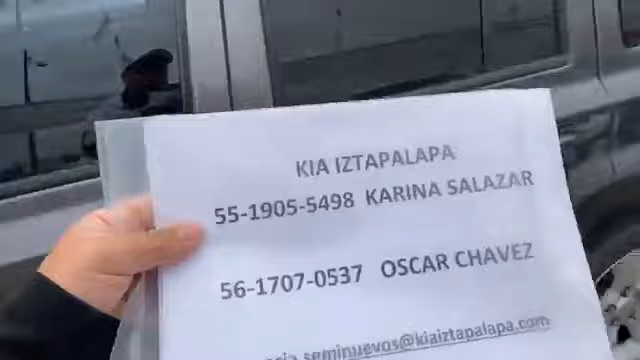 KIA IZTAPALAPA
55-1905-5498 KARINA SALAZAR
56-1707-0537 OSCAR CHAVEZ
seminuevos@kiaiztapalapa.com